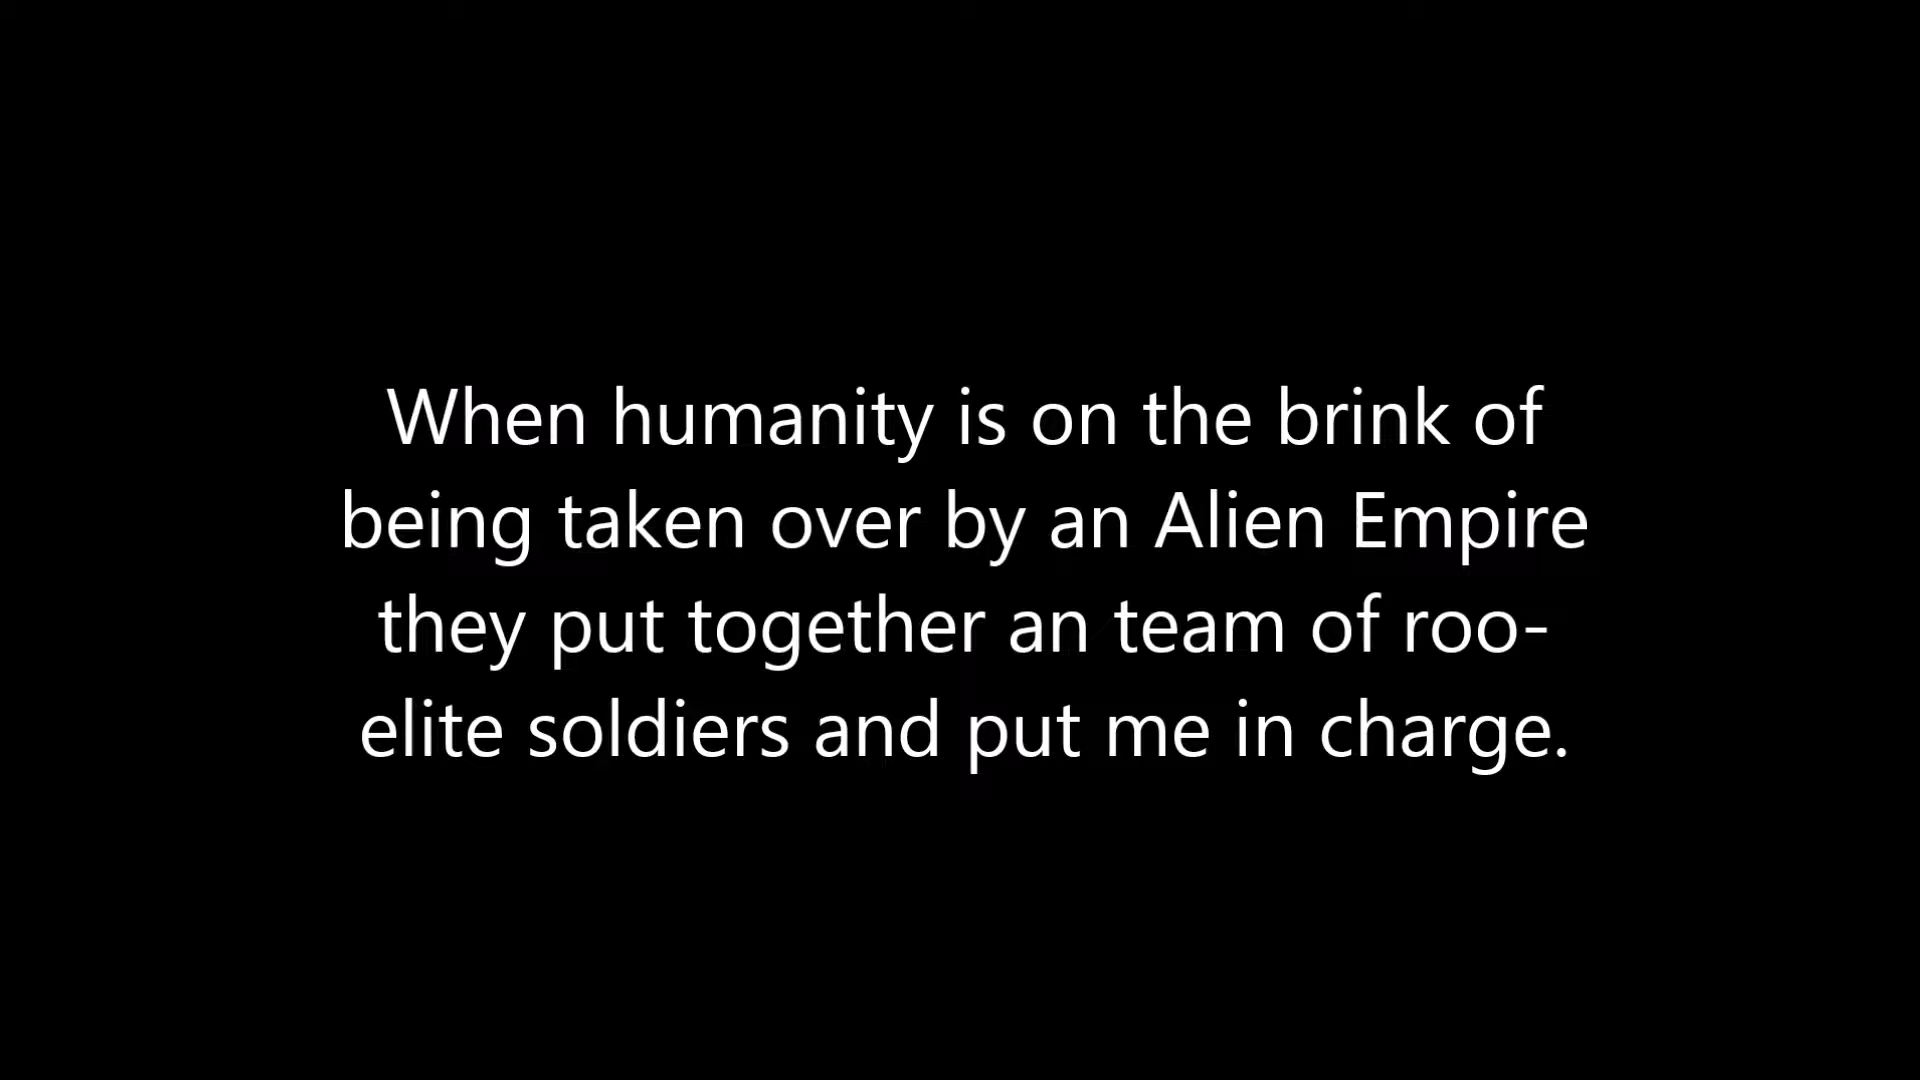 When humanity is on the brink of
being taken over by an Alien Empire
they put together an team of roo-
elite soldiers and put me in charge.